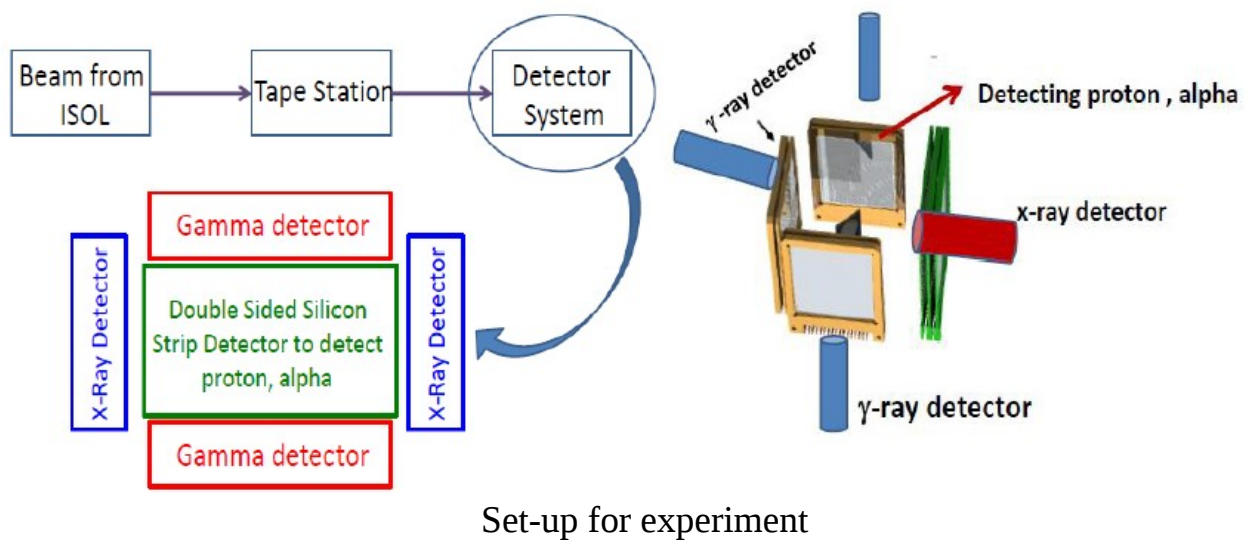 Beam from
ISOL
Tape Station
Detector
System
Gamma detector
X-Ray Detector
Double Sided Silicon
Strip Detector to detect
proton, alpha
X-Ray Detector
Gamma detector
γ -ray detector
Detecting proton , alpha
x-ray detector
γ-ray detector
Set-up for experiment